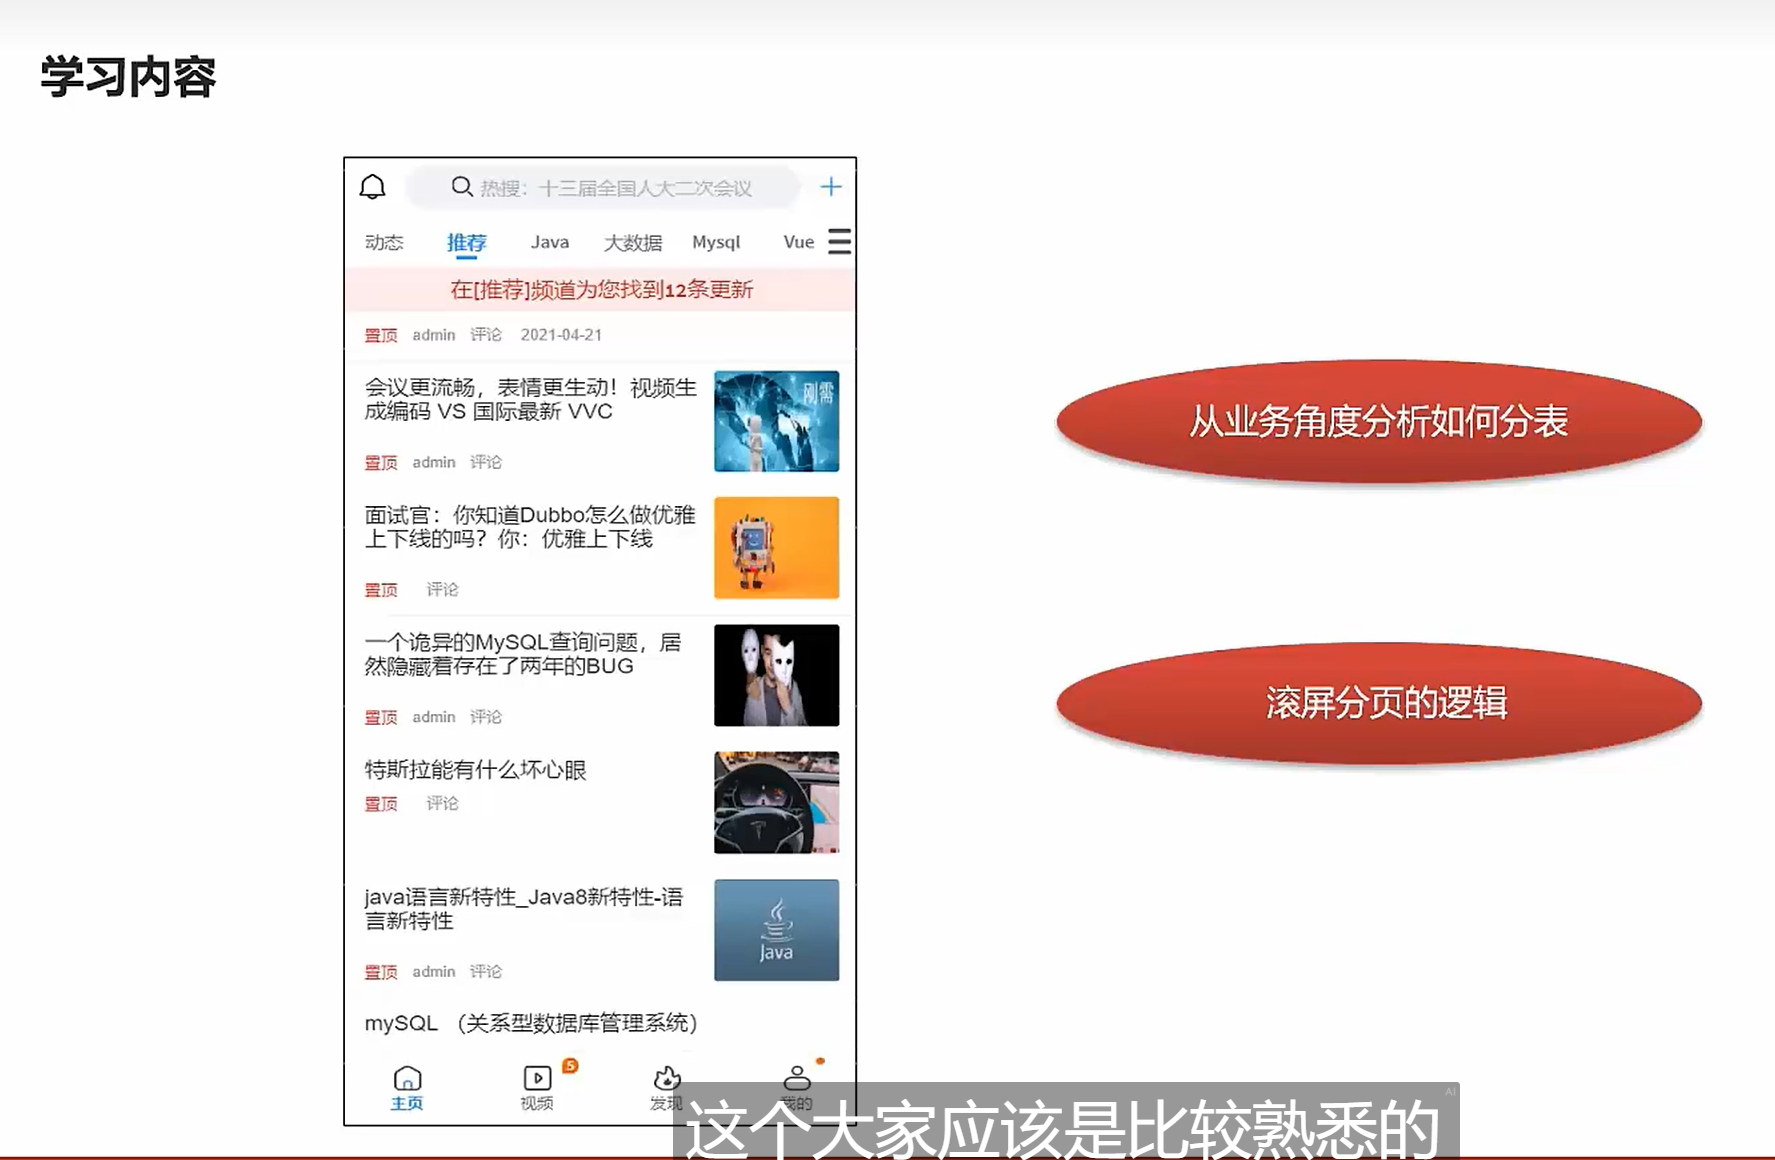 学习内容
热搜：十三届全国人大二次会议
动态 推荐 Java 大数据 Mysql Vue
在[推荐]频道为您找到12条更新
置顶 admin 评论 2021-04-21
会议更流畅，表情更生动！视频生
成编码 VS 国际最新 VVC
刚需
置顶 admin 评论
面试官：你知道Dubbo怎么做优雅
上下线的吗？你：优雅上下线
置顶 评论
一个诡异的MySQL查询问题，居
然隐藏着存在了两年的BUG
置顶 admin 评论
特斯拉能有什么坏心眼
置顶 评论
java语言新特性_Java8新特性-语
言新特性
Java
置顶 admin 评论
mySQL （关系型数据库管理系统）
5
主页 视频 发现 我的
从业务角度分析如何分表
滚屏分页的逻辑
AI
这个大家应该是比较熟悉的